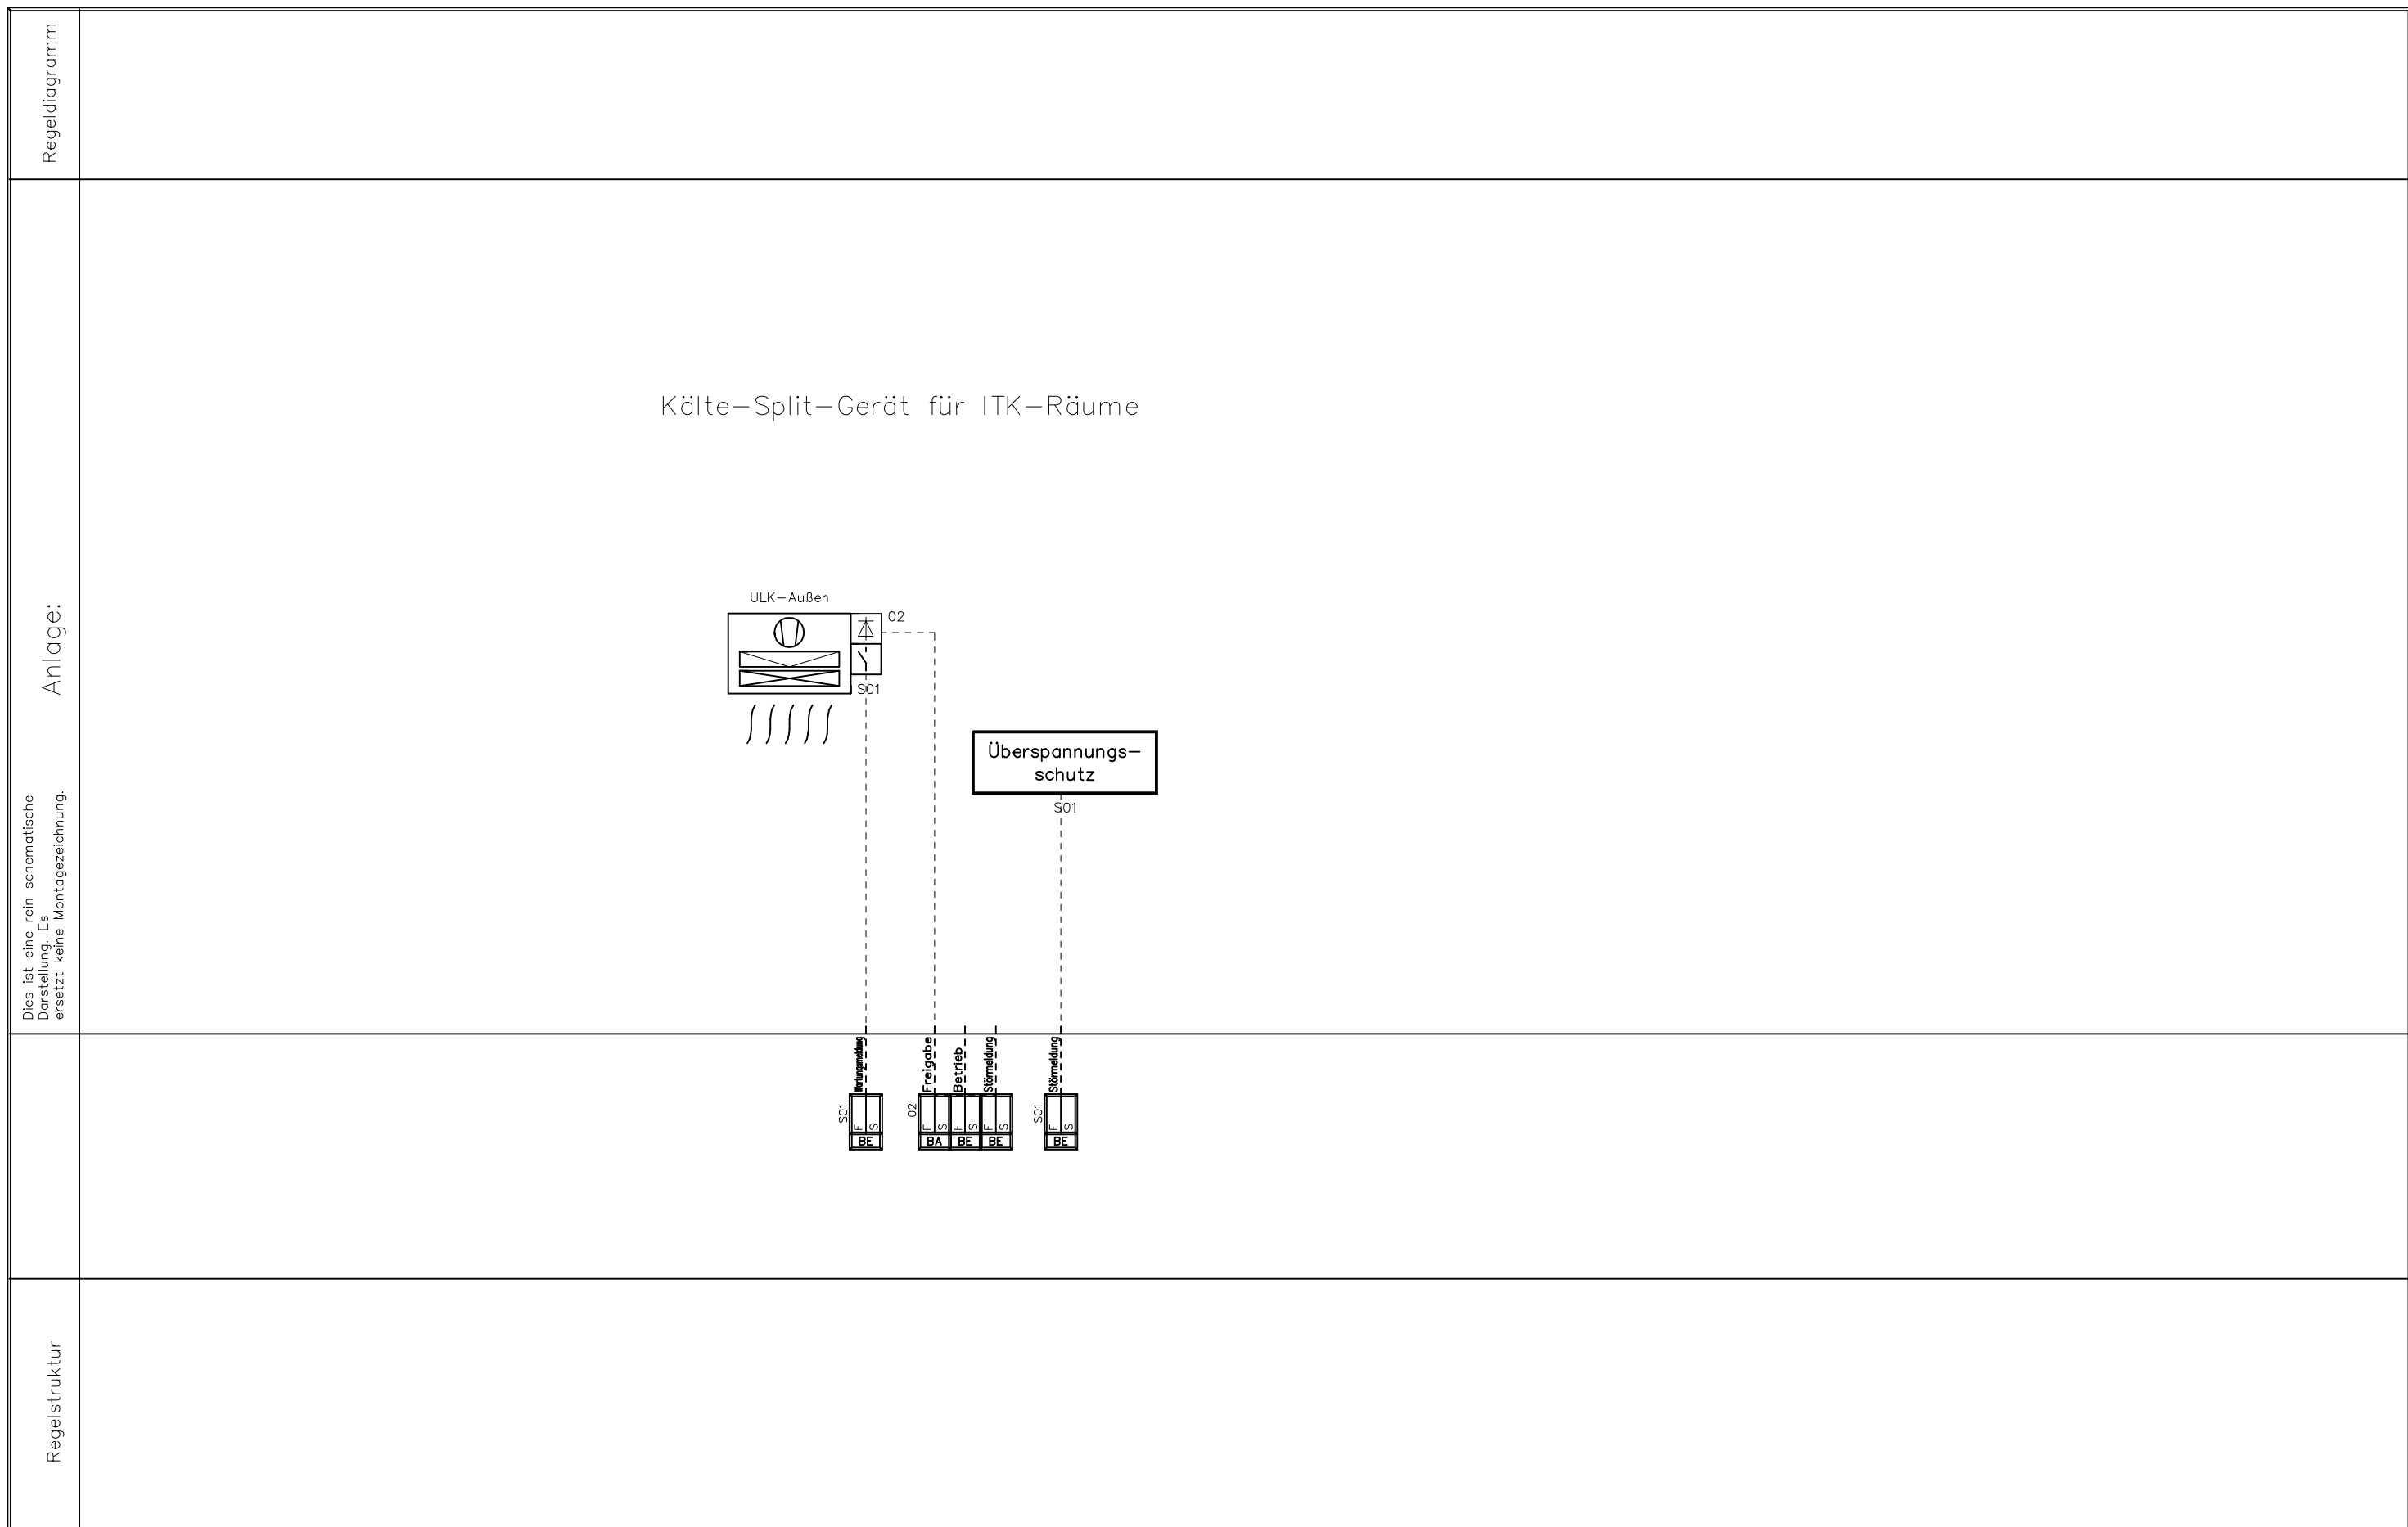 Regeldiagramm
Kälte-Split-Gerät für ITK-Räume
Anlage:
ULK-Außen
02
S01
Überspannungs-
schutz
S01
Dies ist eine rein schematische
Darstellung. Es
ersetzt keine Montagezeichnung.
Wartungsmeldung
Freigabe
Betrieb
Störmeldung
Störmeldung
S01
F S
BE
02
F S
BA
F S
BE
F S
BE
S01
F S
BE
Regelstruktur